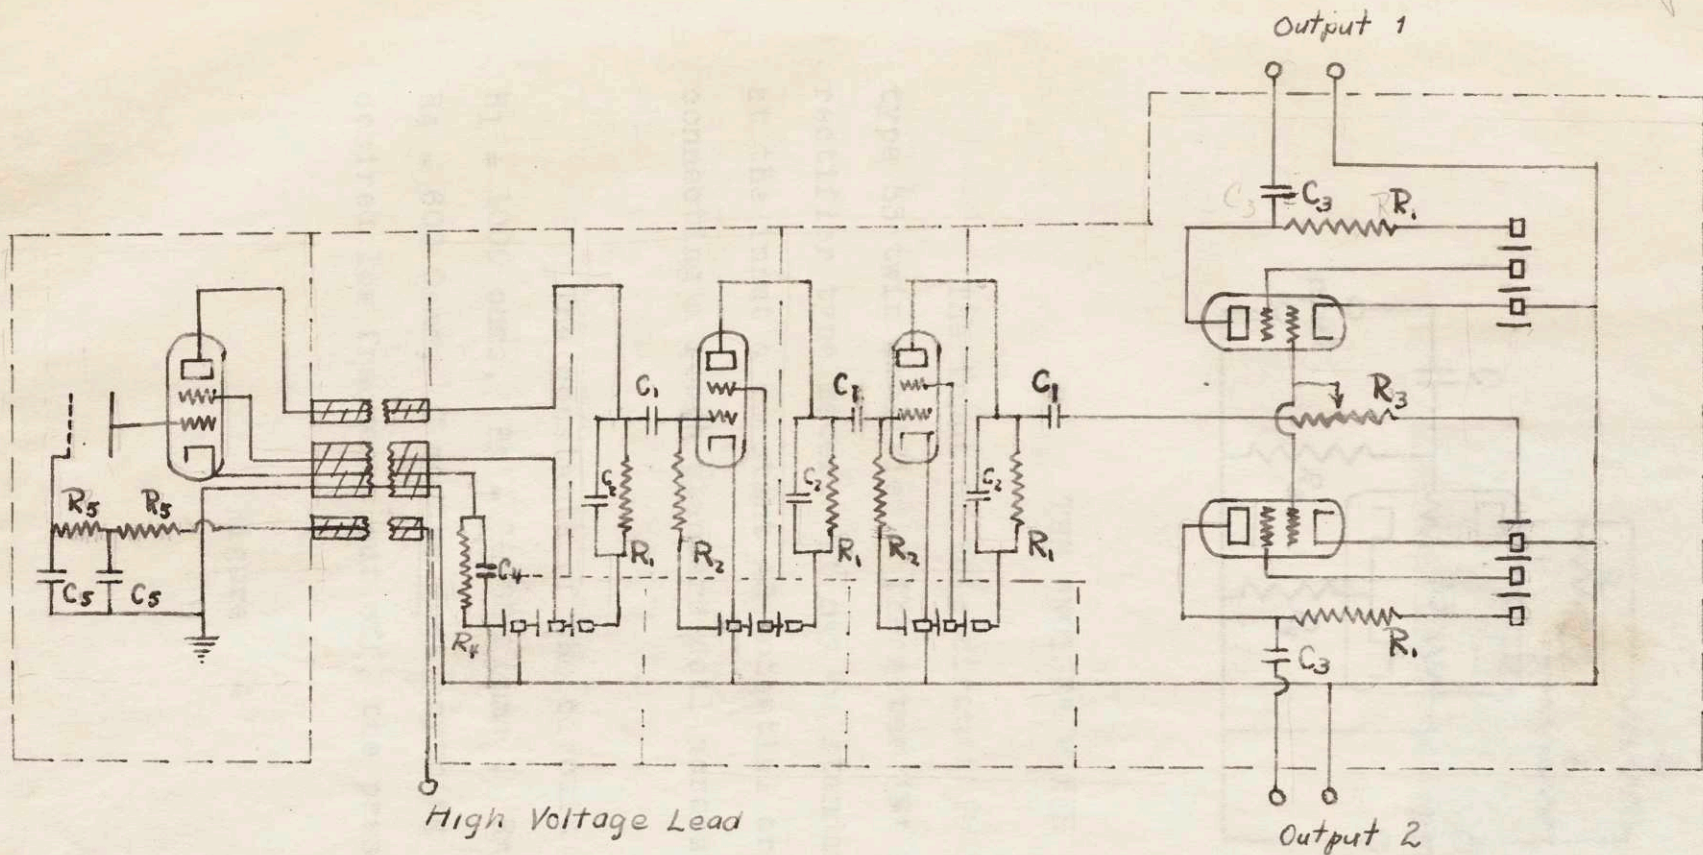 Output 1
C3 R1
C1 C1 C1 R3
R5 R5 C2 C2 C2
R1 R2 R1 R2 R1
C4
C5 C5
R4
R1
C3
High Voltage Lead
Output 2